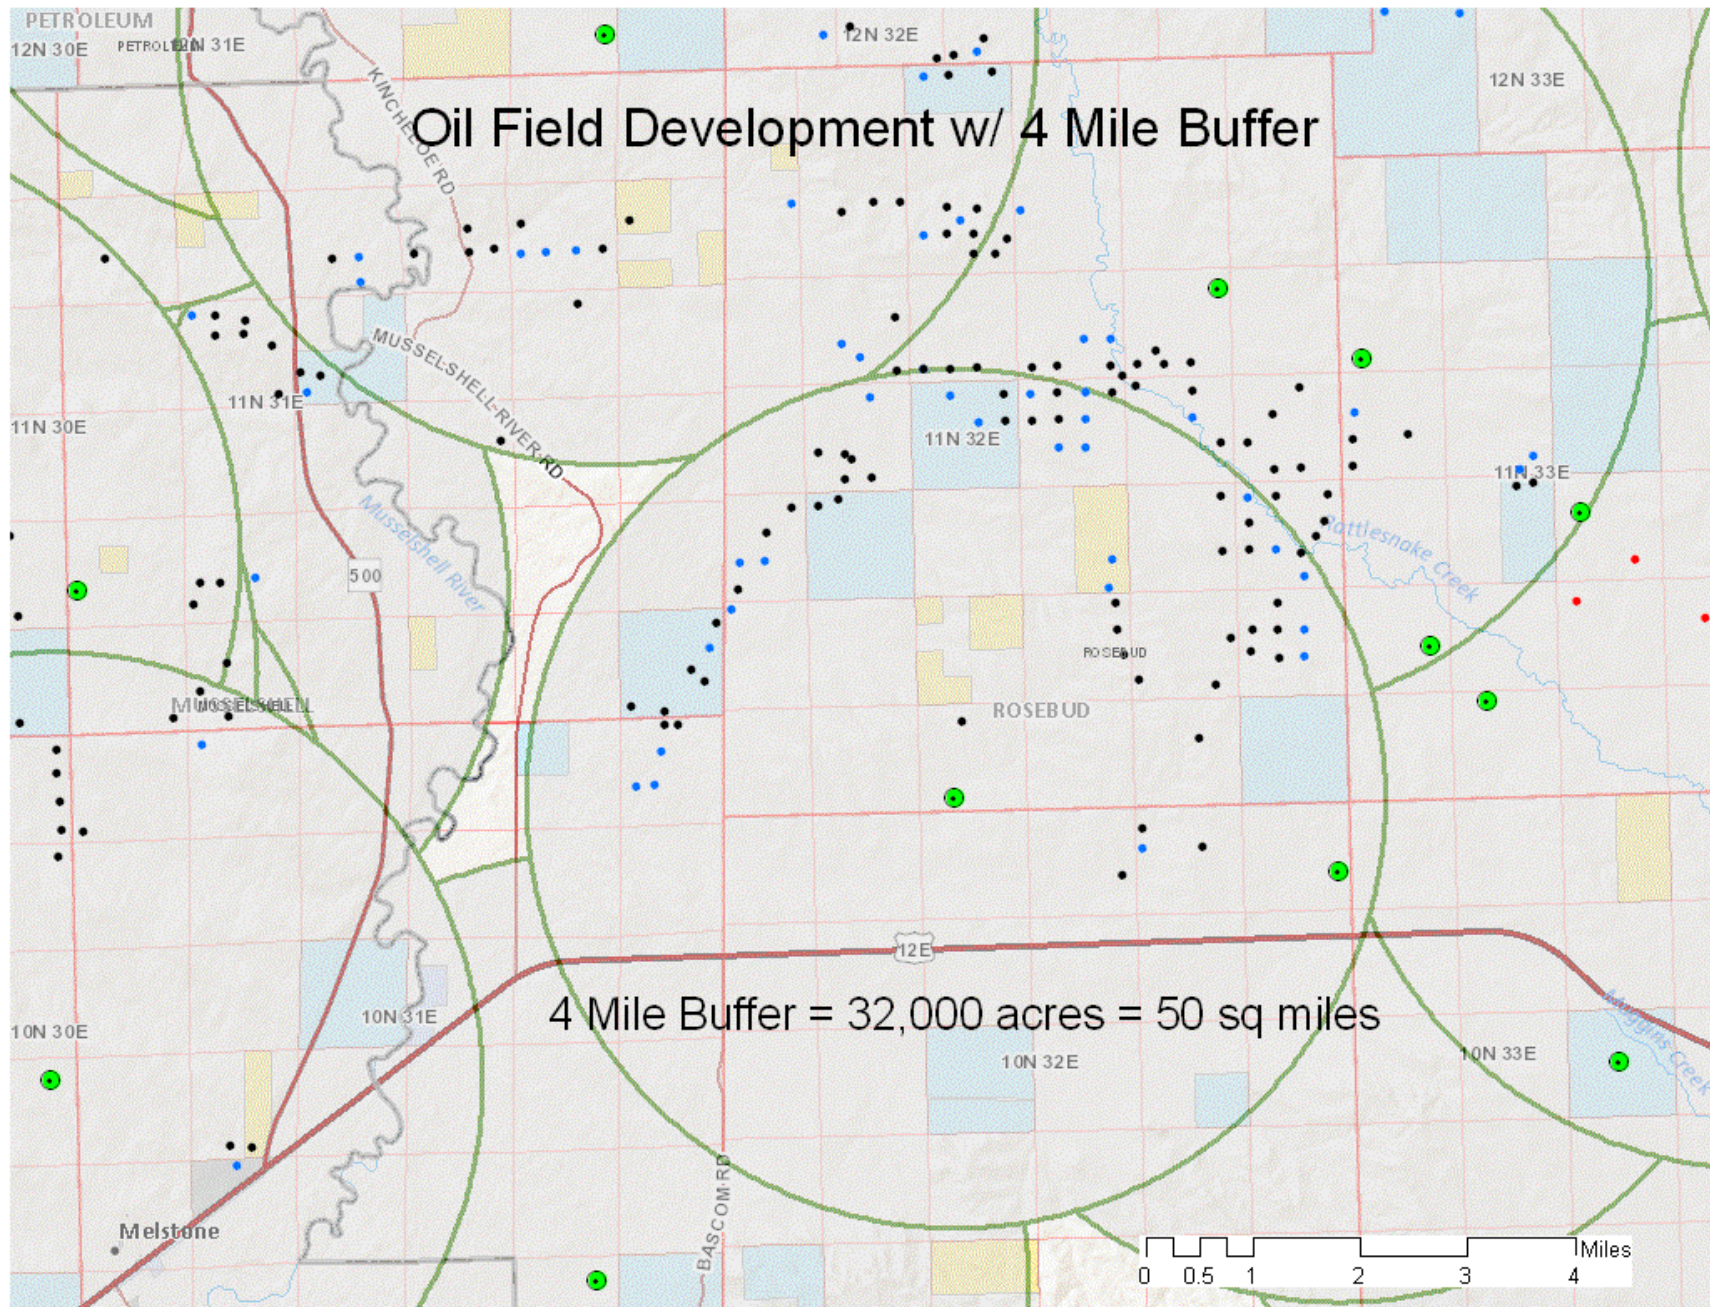 PETROLEUM
12N 30E
PETROLEUM
12N 31E
12N 32E
12N 33E
KINCHELOE RD
Oil Field Development w/ 4 Mile Buffer
MUSSELSHELL RIVER RD
11N 31E
11N 30E
11N 32E
11N 33E
Musselshell River
500
Rattlesnake Creek
ROSEBUD
MUSSELSHELL
MUSSELSHELL
ROSEBUD
12E
4 Mile Buffer = 32,000 acres = 50 sq miles
10N 30E
10N 31E
10N 32E
10N 33E
Muggins Creek
BASCOM RD
Melstone
Miles
0 0.5 1 2 3 4